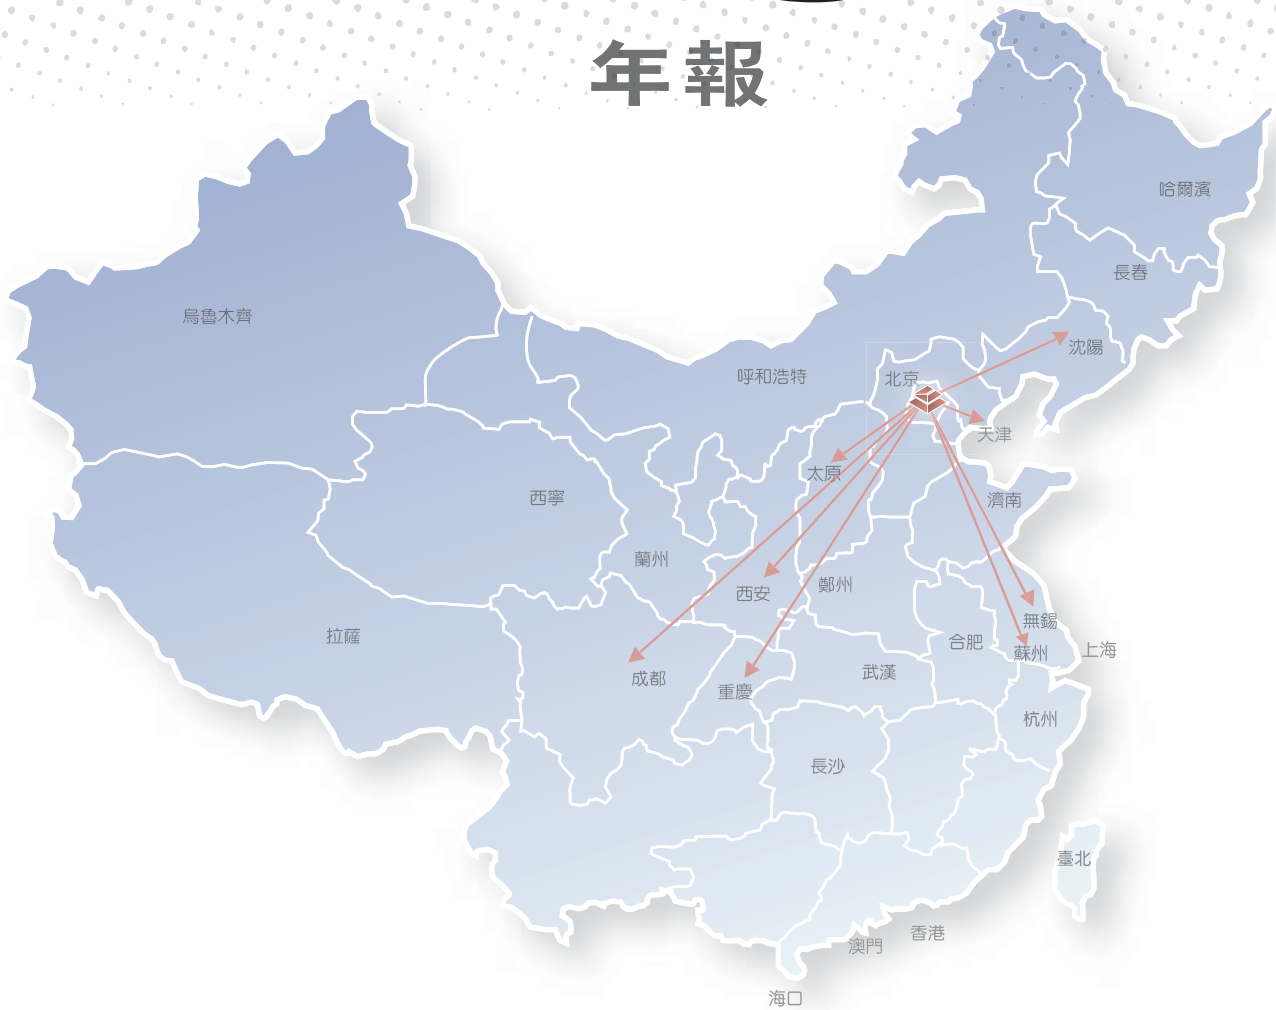 年報
哈爾濱
長春
烏魯木齊
沈陽
呼和浩特
北京
天津
太原
西寧
濟南
蘭州
西安
鄭州
無錫
拉薩
合肥
上海
蘇州
成都
武漢
重慶
杭州
長沙
臺北
香港
澳門
海口